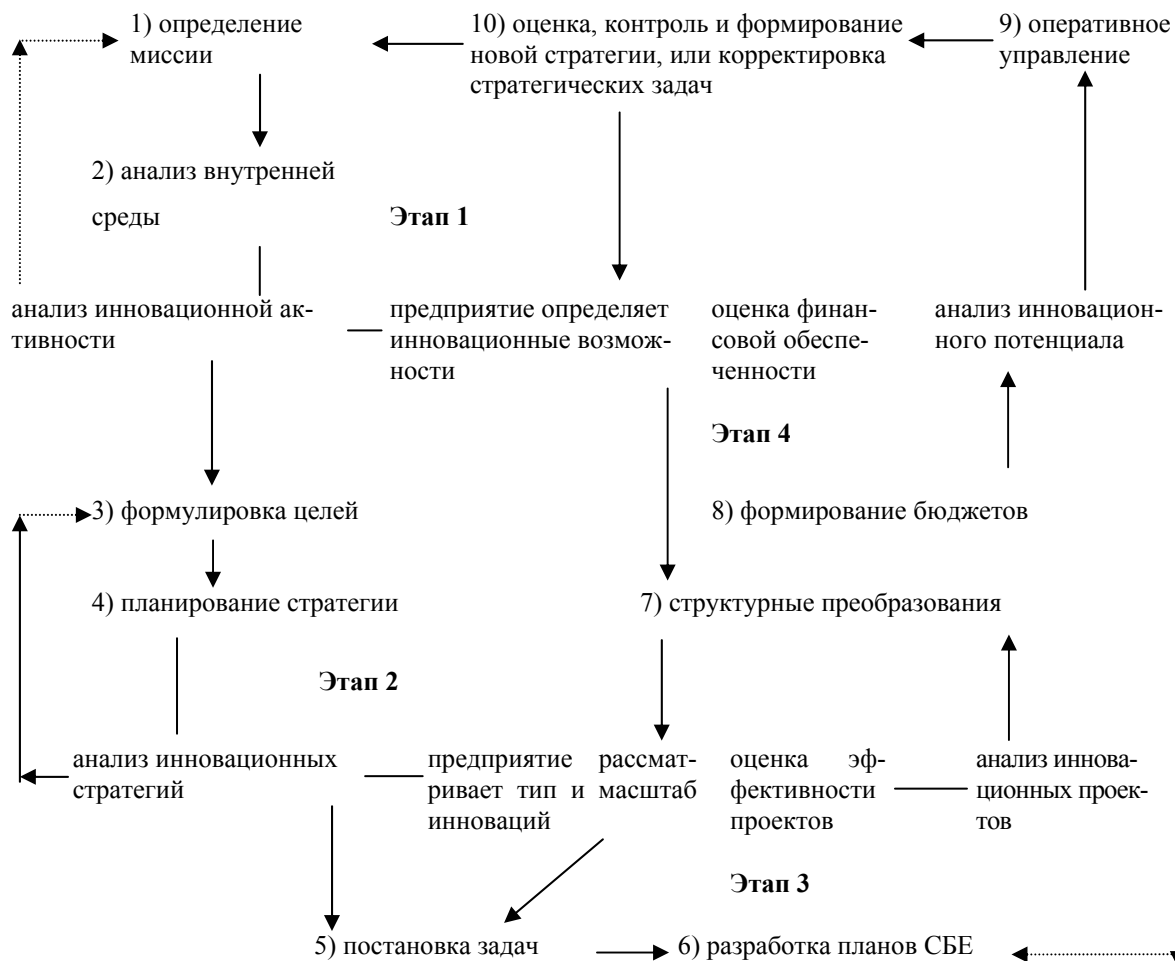 1) определение
миссии
10) оценка, контроль и формирование
новой стратегии, или корректировка
стратегических задач
9) оперативное
управление
2) анализ внутренней
среды
Этап 1
анализ инновационной ак-
тивности
предприятие определяет
инновационные возмож-
ности
оценка финан-
совой обеспе-
ченности
анализ инновацион-
ного потенциала
Этап 4
3) формулировка целей
8) формирование бюджетов
4) планирование стратегии
7) структурные преобразования
Этап 2
анализ инновационных
стратегий
предприятие рассмат-
ривает тип и масштаб
инноваций
оценка эф-
фективности
проектов
анализ иннова-
ционных проек-
тов
Этап 3
5) постановка задач
6) разработка планов СБЕ